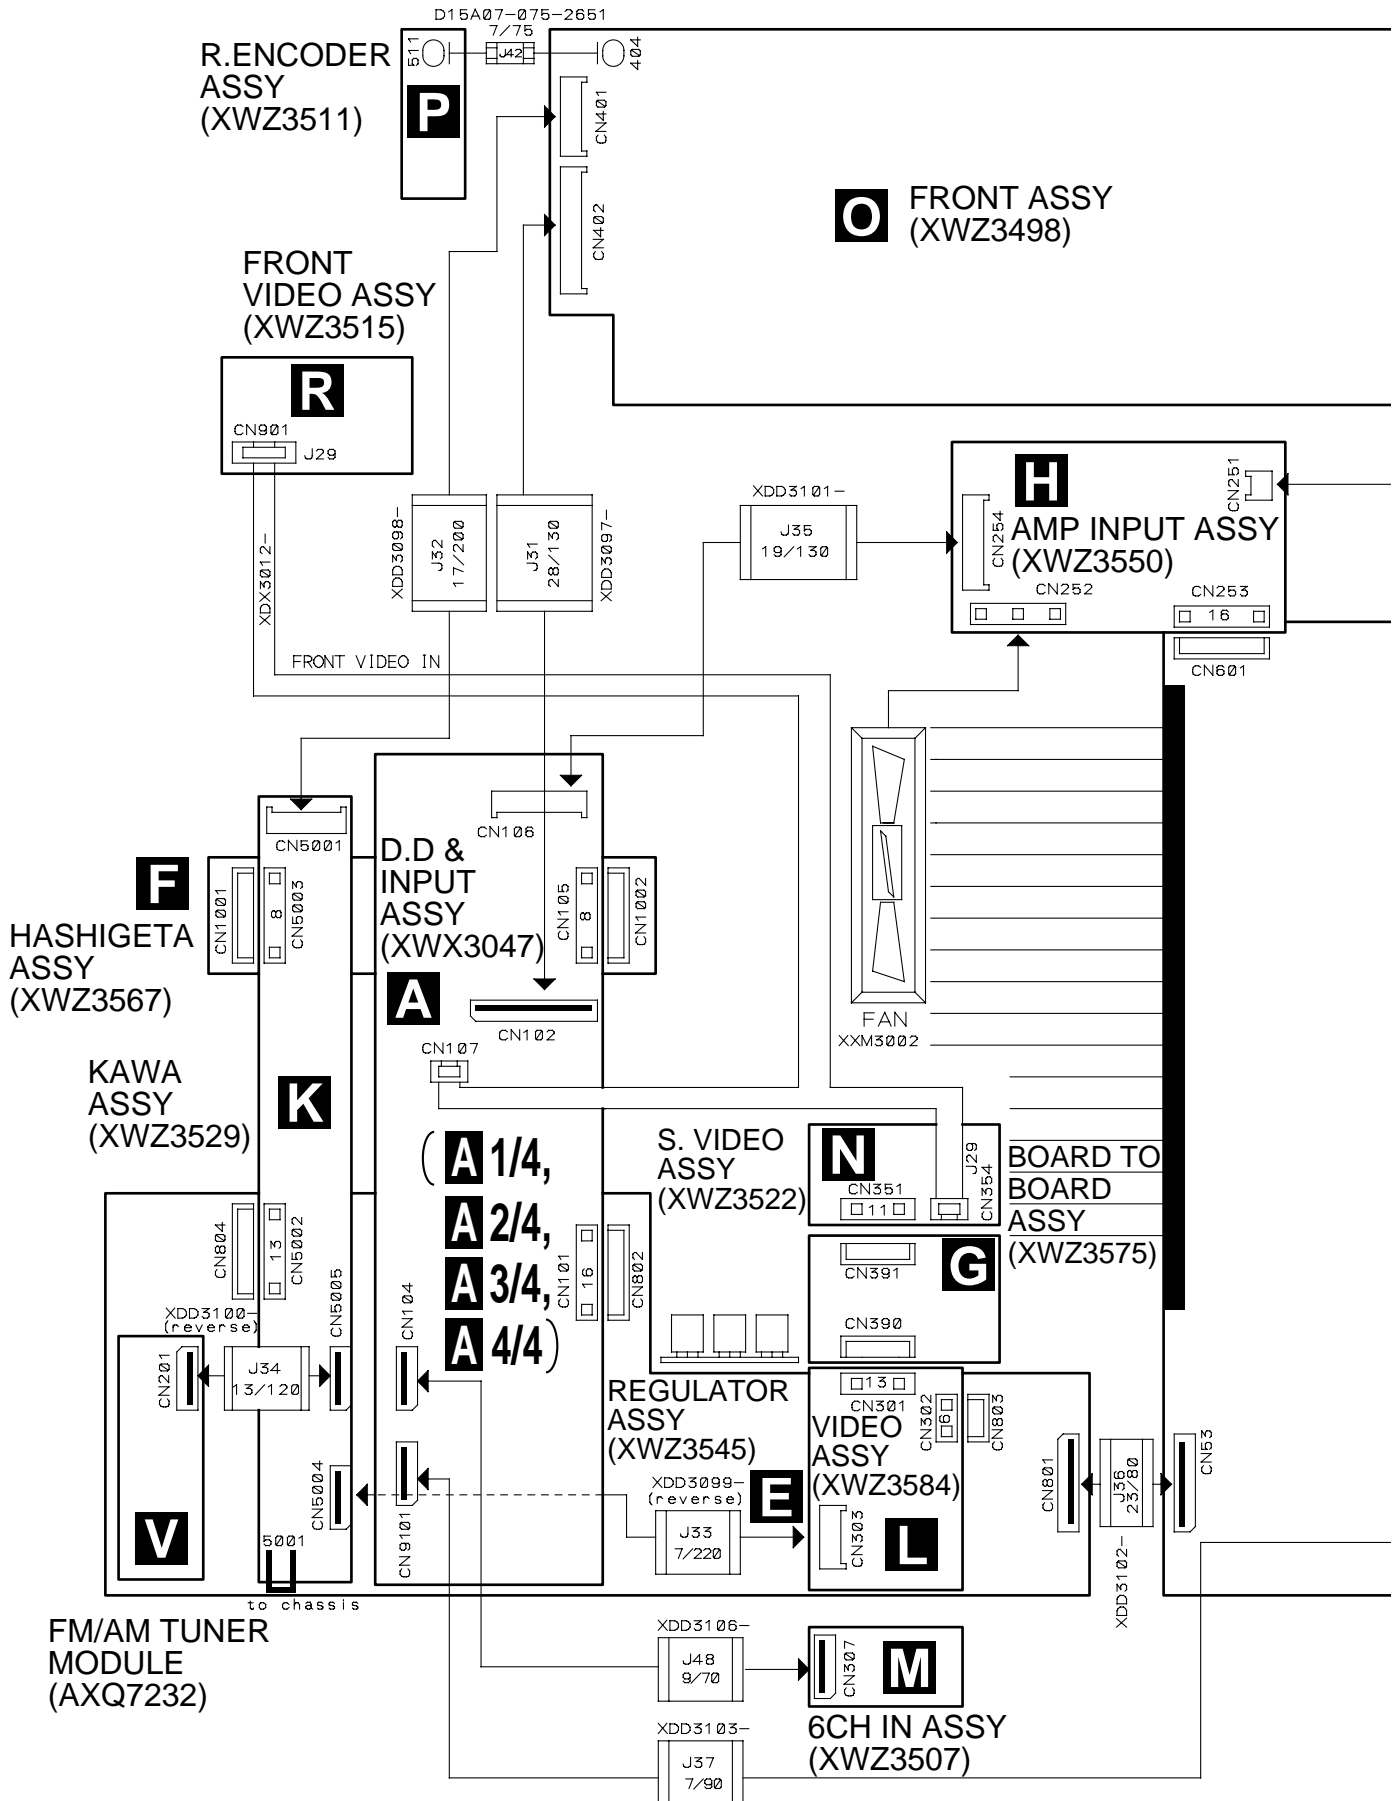 D15A07-075-2651
7/75
J42
511
404
R.ENCODER
ASSY
(XWZ3511)
P
CN401
CN402
O
FRONT ASSY
(XWZ3498)
FRONT
VIDEO ASSY
(XWZ3515)
R
CN901
J29
XDX3012-
XDD3098-
J32
17/200
J31
28/130
XDD3097-
FRONT VIDEO IN
XDD3101-
J35
19/130
H
CN251
CN254
AMP INPUT ASSY
(XWZ3550)
CN252
CN253
16
CN601
CN5001
CN106
D.D &
INPUT
ASSY
(XWX3047)
F
HASHIGETA
ASSY
(XWZ3567)
CN1001
8
CN5003
CN105
8
CN1002
A
CN102
CN107
FAN
XXM3002
KAWA
ASSY
(XWZ3529)
K
(A 1/4,
A 2/4,
A 3/4,
A 4/4)
S. VIDEO
ASSY
(XWZ3522)
N
CN351
11
J29
CN354
BOARD TO
BOARD
ASSY
(XWZ3575)
CN804
13
CN5002
CN5005
CN104
CN101
16
CN802
G
CN391
CN390
XDD3100-
(reverse)
CN201
J34
13/120
REGULATOR
ASSY
(XWZ3545)
13
CN301
CN302
6
CN803
VIDEO
ASSY
(XWZ3584)
XDD3099-
(reverse)
E
J33
7/220
CN303
L
CN801
J36
23/80
CN53
XDD3102-
V
CN5004
CN9101
5001
to chassis
FM/AM TUNER
MODULE
(AXQ7232)
XDD3106-
J48
9/70
CN307
M
6CH IN ASSY
(XWZ3507)
XDD3103-
J37
7/90